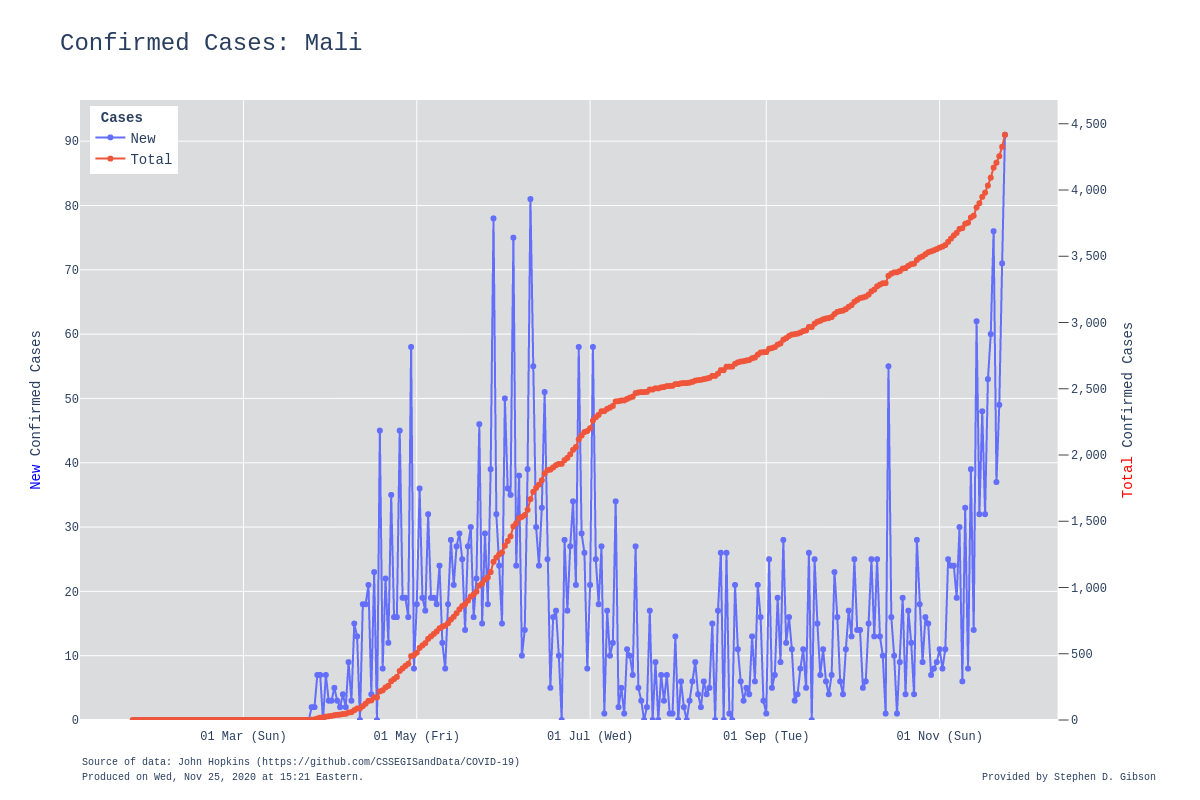 Confirmed Cases: Mali
Cases
New
Total
90
80
70
60
50
40
30
20
10
0
4,500
4,000
3,500
3,000
2,500
2,000
1,500
1,000
500
0
New Confirmed Cases
Total Confirmed Cases
01 Mar (Sun)
01 May (Fri)
01 Jul (Wed)
01 Sep (Tue)
01 Nov (Sun)
Source of data: John Hopkins (https://github.com/CSSEGISandData/COVID-19)
Produced on Wed, Nov 25, 2020 at 15:21 Eastern.
Provided by Stephen D. Gibson